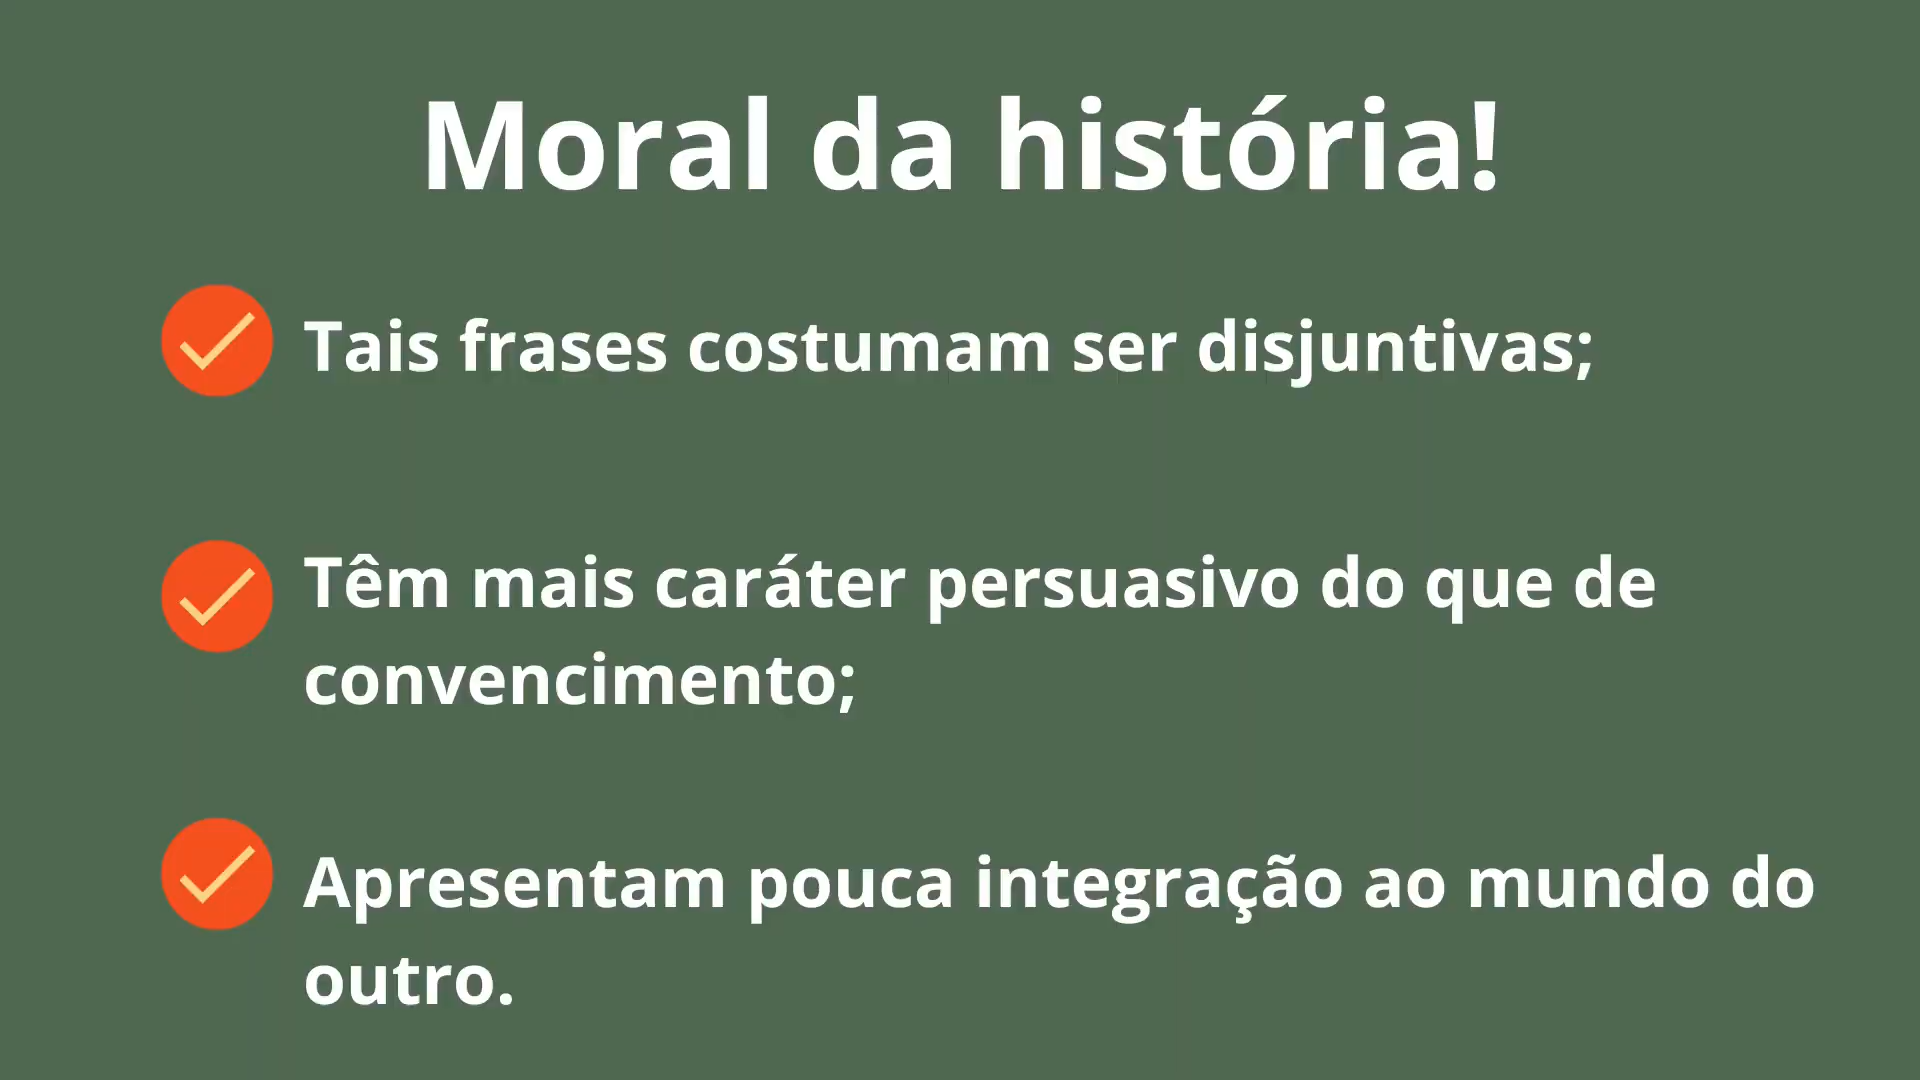 Moral da história!
Tais frases costumam ser disjuntivas;
Têm mais caráter persuasivo do que de
convencimento;
Apresentam pouca integração ao mundo do
outro.